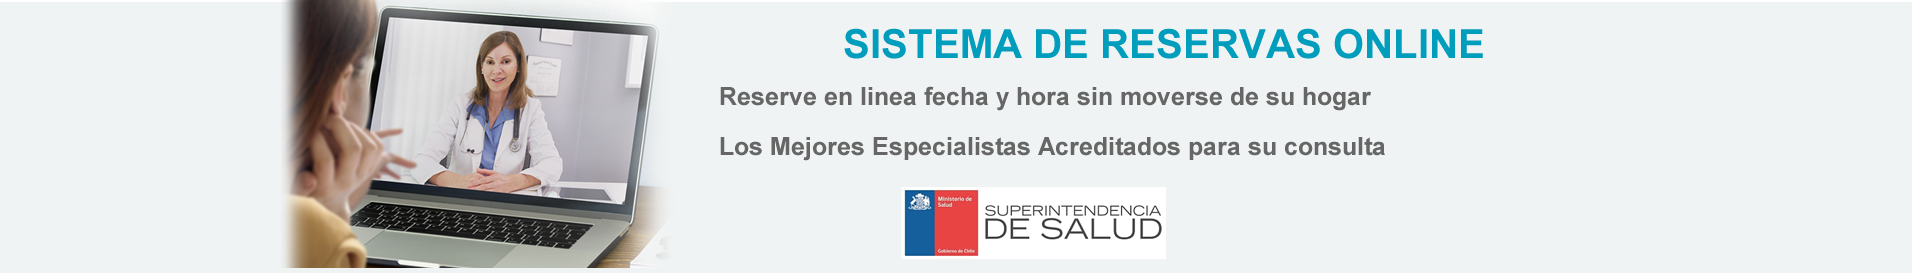 SISTEMA DE RESERVAS ONLINE
Reserve en linea fecha y hora sin moverse de su hogar
Los Mejores Especialistas Acreditados para su consulta
Ministerio de
Salud
SUPERINTENDENCIA
DE SALUD
Gobierno de Chile